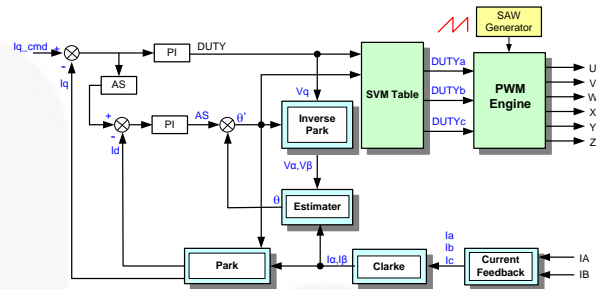 SAW
Generator
Iq_cmd
+
-
Iq
PI
DUTY
AS
+
-
Id
PI
AS
θ'
Vq
Inverse
Park
SVM Table
DUTYa
DUTYb
DUTYc
PWM
Engine
U
V
W
X
Y
Z
Vα,Vβ
θ
Estimater
Park
Iα,Iβ
Clarke
Ia
Ib
Ic
Current
Feedback
IA
IB